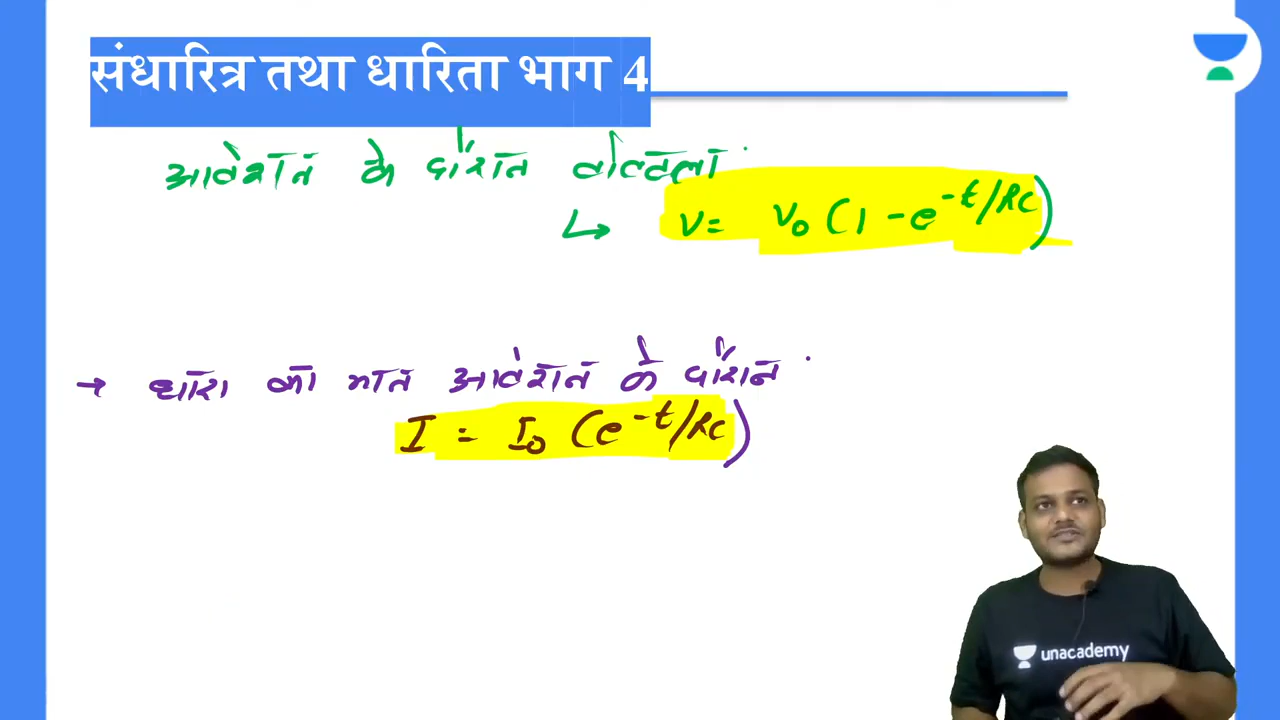 संधारित्र तथा धारिता भाग 4
आवेशन के दौरान वोल्टता
↳ V = V₀ (1 - e^-t/RC)
→ धारा का मान आवेशन के दौरान
I = I₀ (e^-t/RC)
unacademy